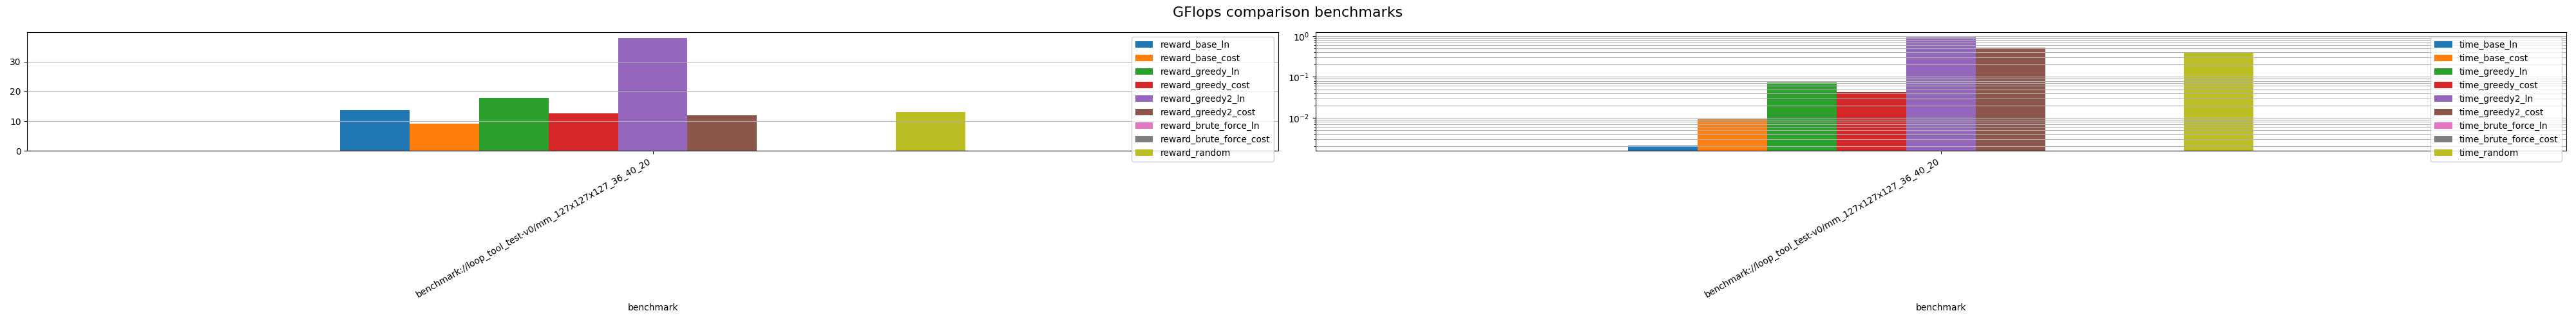 GFlops comparison benchmarks
30
20
10
0
reward_base_ln
reward_base_cost
reward_greedy_ln
reward_greedy_cost
reward_greedy2_ln
reward_greedy2_cost
reward_brute_force_ln
reward_brute_force_cost
reward_random
benchmark://loop_tool_test-v0/mm_127x127x127_36_40_20
benchmark
10⁰
10⁻¹
10⁻²
time_base_ln
time_base_cost
time_greedy_ln
time_greedy_cost
time_greedy2_ln
time_greedy2_cost
time_brute_force_ln
time_brute_force_cost
time_random
benchmark://loop_tool_test-v0/mm_127x127x127_36_40_20
benchmark